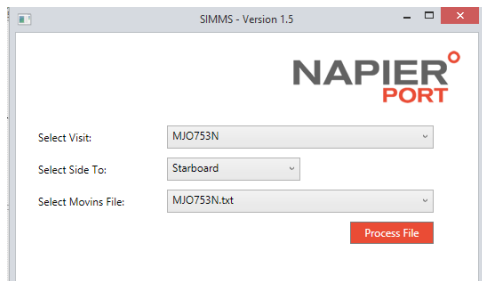 SIMMS - Version 1.5
NAPIER
PORT
Select Visit: MJO753N
Select Side To: Starboard
Select Movins File: MJO753N.txt
Process File